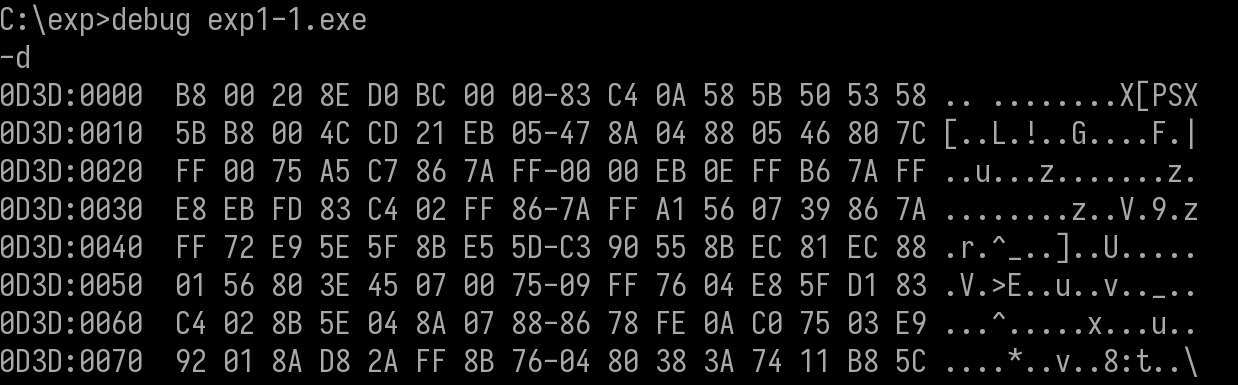 C:\exp>debug exp1-1.exe
-d
0D3D:0000  B8 00 20 8E D0 BC 00 00-83 C4 0A 58 5B 50 53 58 .. ........X[PSX
0D3D:0010  5B B8 00 4C CD 21 EB 05-47 8A 04 88 05 46 80 7C [..L.!..G....F.|
0D3D:0020  FF 00 75 A5 C7 86 7A FF-00 00 EB 0E FF B6 7A FF ..u...z.......z.
0D3D:0030  E8 EB FD 83 C4 02 FF 86-7A FF A1 56 07 39 86 7A ........z..V.9.z
0D3D:0040  FF 72 E9 5E 5F 8B E5 5D-C3 90 55 8B EC 81 EC 88 .r.^_..]..U.....
0D3D:0050  01 56 80 3E 45 07 00 75-09 FF 76 04 E8 5F D1 83 .V.>E..u..v.._..
0D3D:0060  C4 02 8B 5E 04 8A 07 88-86 78 FE 0A C0 75 03 E9 ...^.....x...u..
0D3D:0070  92 01 8A D8 2A FF 8B 76-04 80 38 3A 74 11 B8 5C ....*..v..8:t..\